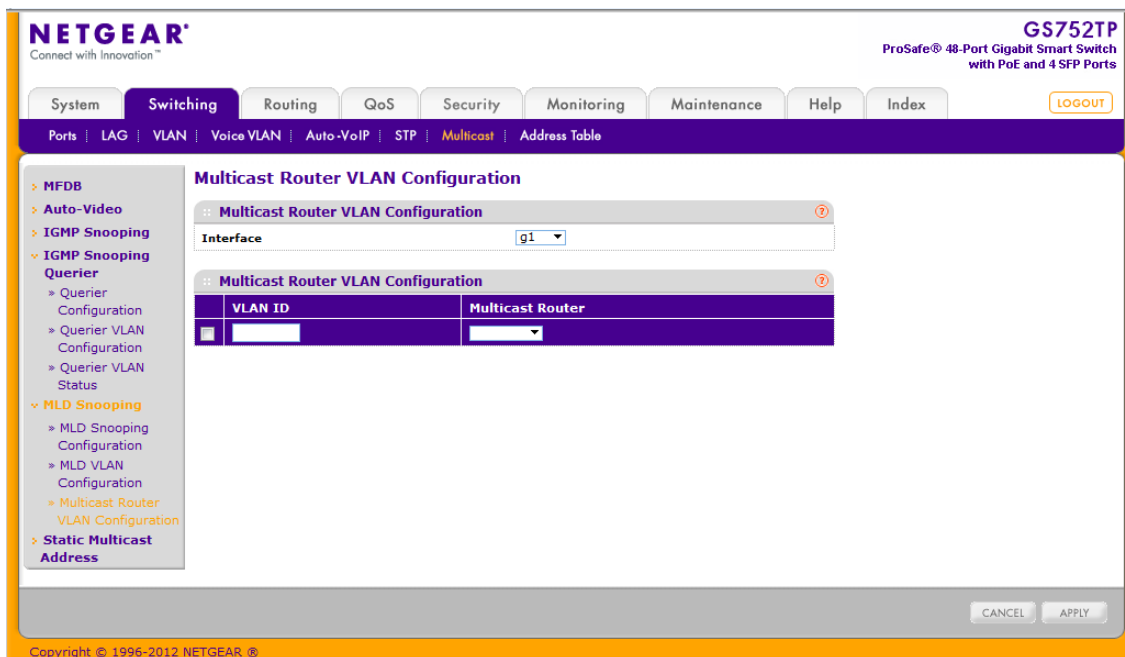 NETGEAR®
Connect with Innovation™
GS752TP
ProSafe® 48-Port Gigabit Smart Switch
with PoE and 4 SFP Ports
System Switching Routing QoS Security Monitoring Maintenance Help Index LOGOUT
Ports | LAG | VLAN | Voice VLAN | Auto-VoIP | STP | Multicast | Address Table
> MFDB
> Auto-Video
> IGMP Snooping
IGMP Snooping
Querier
» Querier
Configuration
» Querier VLAN
Configuration
» Querier VLAN
Status
MLD Snooping
» MLD Snooping
Configuration
» MLD VLAN
Configuration
» Multicast Router
VLAN Configuration
> Static Multicast
Address
Multicast Router VLAN Configuration
:: Multicast Router VLAN Configuration ?
Interface g1
:: Multicast Router VLAN Configuration ?
VLAN ID Multicast Router
CANCEL APPLY
Copyright © 1996-2012 NETGEAR ®